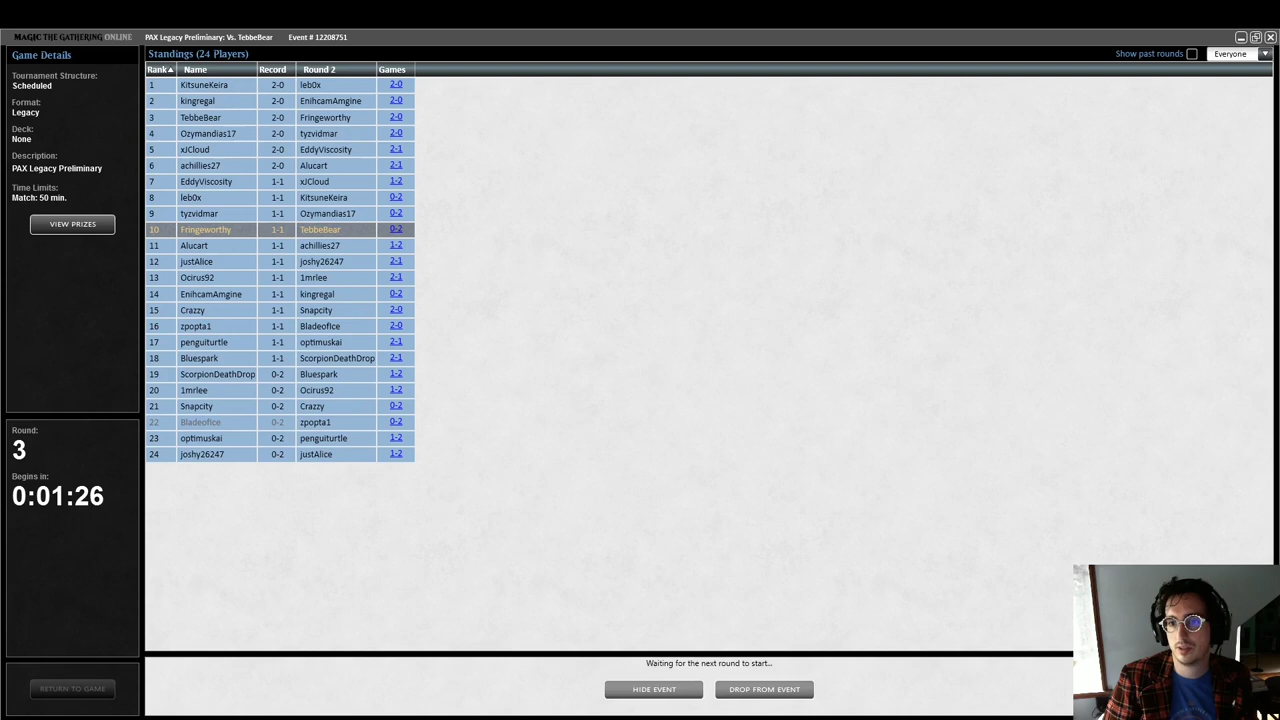 MAGIC THE GATHERING ONLINE PAX Legacy Preliminary: Vs. TebbeBear Event # 12208751
Game Details
Tournament Structure:
Scheduled
Format:
Legacy
Deck:
None
Description:
PAX Legacy Preliminary
Time Limits:
Match: 50 min.
VIEW PRIZES
Round:
3
Begins in:
0:01:26
RETURN TO GAME
Standings (24 Players) Show past rounds Everyone
Rank Name Record Round 2 Games
1 KitsuneKeira 2-0 leb0x 2-0
2 kingregal 2-0 EnihcamAmgine 2-0
3 TebbeBear 2-0 Fringeworthy 2-0
4 Ozymandias17 2-0 tyzvidmar 2-0
5 xJCloud 2-0 EddyViscosity 2-1
6 achillies27 2-0 Alucart 2-1
7 EddyViscosity 1-1 xJCloud 1-2
8 leb0x 1-1 KitsuneKeira 0-2
9 tyzvidmar 1-1 Ozymandias17 0-2
10 Fringeworthy 1-1 TebbeBear 0-2
11 Alucart 1-1 achillies27 1-2
12 justAlice 1-1 joshy26247 2-1
13 Ocirus92 1-1 1mrlee 2-1
14 EnihcamAmgine 1-1 kingregal 0-2
15 Crazzy 1-1 Snapcity 2-0
16 zpopta1 1-1 BladeofIce 2-0
17 penguiturtle 1-1 optimuskai 2-1
18 Bluespark 1-1 ScorpionDeathDrop 2-1
19 ScorpionDeathDrop 0-2 Bluespark 1-2
20 1mrlee 0-2 Ocirus92 1-2
21 Snapcity 0-2 Crazzy 0-2
22 BladeofIce 0-2 zpopta1 0-2
23 optimuskai 0-2 penguiturtle 1-2
24 joshy26247 0-2 justAlice 1-2
Waiting for the next round to start...
HIDE EVENT DROP FROM EVENT